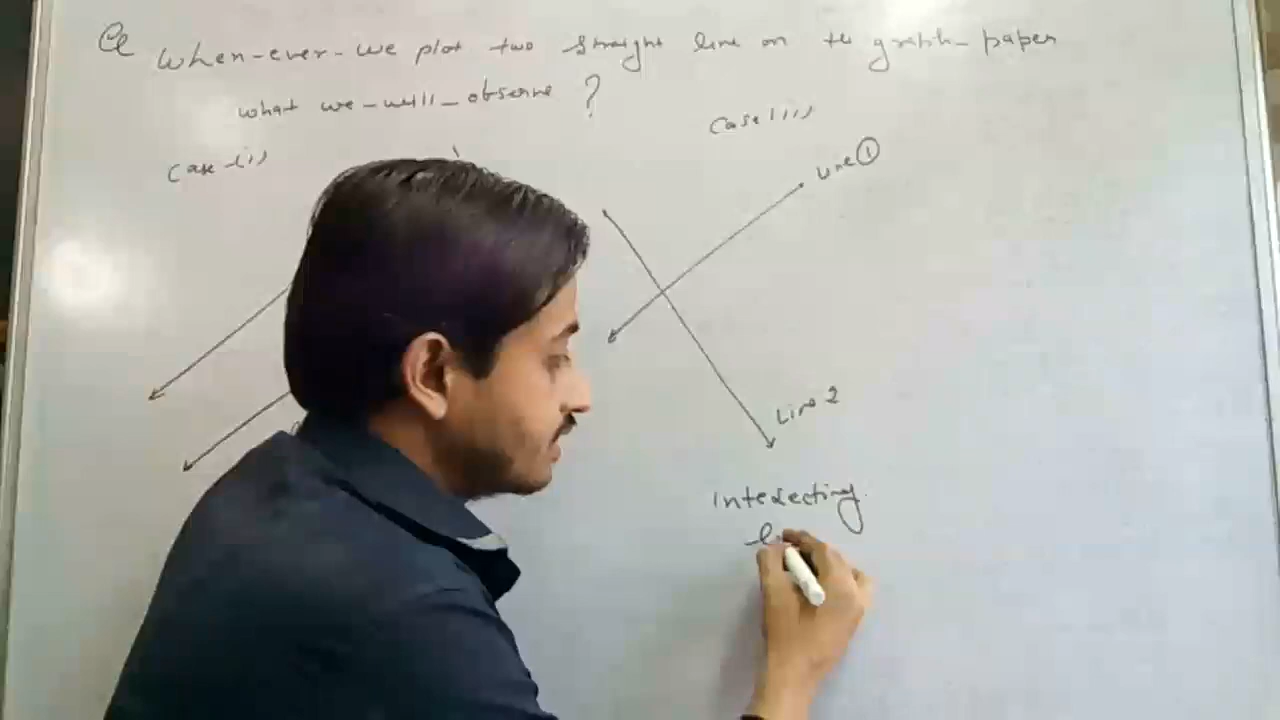 Q When-ever-we plot two straight line on the graph-paper
what we-will-observe ?
Case-(i)
Case (ii)
Line ①
Line 2
Intersecting